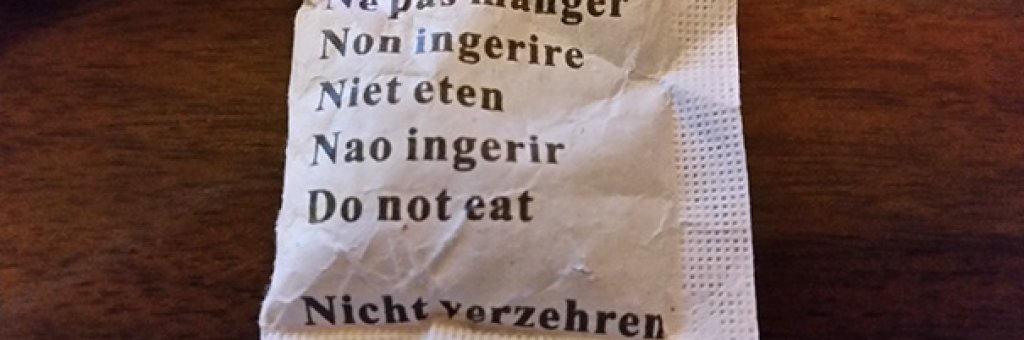 Ne pas manger
Non ingerire
Niet eten
Nao ingerir
Do not eat
Nicht verzehren